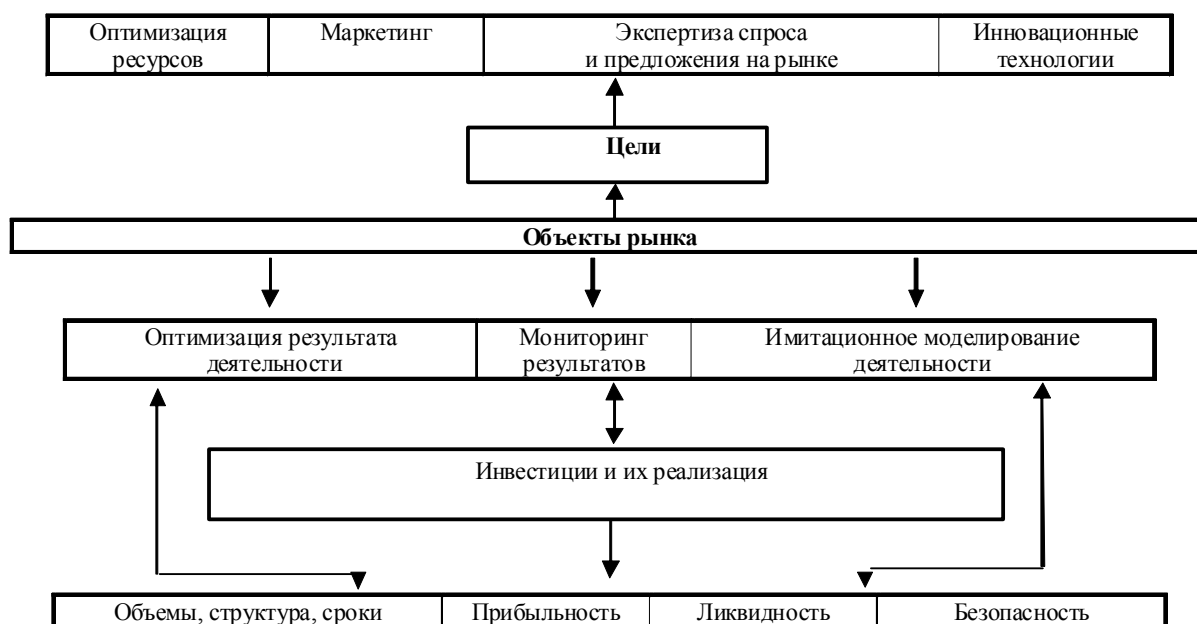 Оптимизация
ресурсов
Маркетинг
Экспертиза спроса
и предложения на рынке
Инновационные
технологии
Цели
Объекты рынка
Оптимизация результата
деятельности
Мониторинг
результатов
Имитационное моделирование
деятельности
Инвестиции и их реализация
Объемы, структура, сроки
Прибыльность
Ликвидность
Безопасность